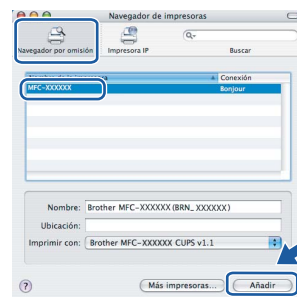 Navegador de impresoras
Navegador por omisión
Impresora IP
Buscar
Conexión
MFC-XXXXXX
Bonjour
Nombre: Brother MFC-XXXXXX (BRN_XXXXXX)
Ubicación:
Imprimir con: Brother MFC-XXXXXX CUPS v1.1
? Más impresoras... Añadir